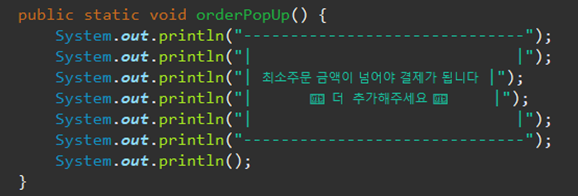 public static void orderPopUp() {
    System.out.println("------------------------------");
    System.out.println("|                            |");
    System.out.println("| 최소주문 금액이 넘어야 결제가 됩니다 |");
    System.out.println("|      더 추가해주세요      |");
    System.out.println("|                            |");
    System.out.println("------------------------------");
    System.out.println();
}